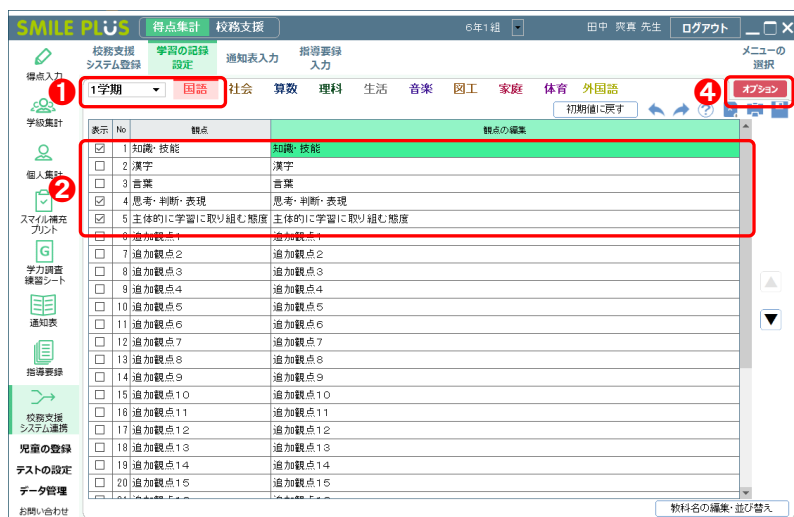 SMILE PLUS 得点集計 校務支援 6年1組 田中 爽真 先生 ログアウト
得点入力
学級集計
個人集計
スマイル補充
プリント
学力調査
練習シート
通知表
指導要録
校務支援
システム連携
児童の登録
テストの設定
データ管理
お問い合わせ
校務支援
システム登録
学習の記録
設定
通知表入力
指導要録
入力
メニューの
選択
1 1学期 国語 社会 算数 理科 生活 音楽 図工 家庭 体育 外国語 4 オプション
初期値に戻す
表示 No 観点 観点の編集
2
1 知識・技能 知識・技能
2 漢字 漢字
3 言葉 言葉
4 思考・判断・表現 思考・判断・表現
5 主体的に学習に取り組む態度 主体的に学習に取り組む態度
6 追加観点1 追加観点1
7 追加観点2 追加観点2
8 追加観点3 追加観点3
9 追加観点4 追加観点4
10 追加観点5 追加観点5
11 追加観点6 追加観点6
12 追加観点7 追加観点7
13 追加観点8 追加観点8
14 追加観点9 追加観点9
15 追加観点10 追加観点10
16 追加観点11 追加観点11
17 追加観点12 追加観点12
18 追加観点13 追加観点13
19 追加観点14 追加観点14
20 追加観点15 追加観点15
教科名の編集・並び替え